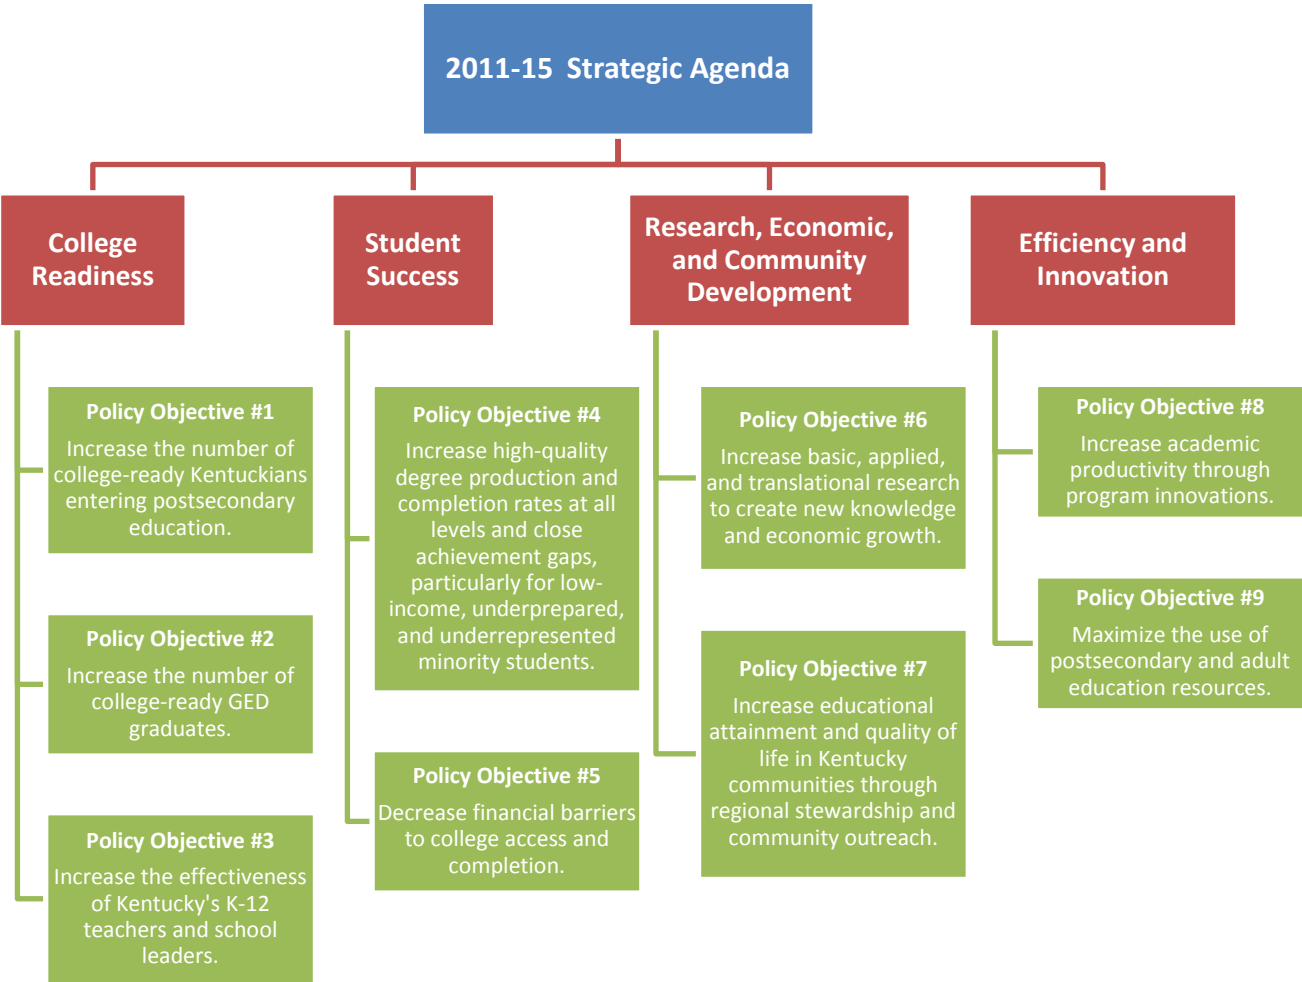 2011-15 Strategic Agenda
College
Readiness
Policy Objective #1
Increase the number of
college-ready Kentuckians
entering postsecondary
education.
Policy Objective #2
Increase the number of
college-ready GED
graduates.
Policy Objective #3
Increase the effectiveness
of Kentucky's K-12
teachers and school
leaders.
Student
Success
Policy Objective #4
Increase high-quality
degree production and
completion rates at all
levels and close
achievement gaps,
particularly for low-
income, underprepared,
and underrepresented
minority students.
Policy Objective #5
Decrease financial barriers
to college access and
completion.
Research, Economic,
and Community
Development
Policy Objective #6
Increase basic, applied,
and translational research
to create new knowledge
and economic growth.
Policy Objective #7
Increase educational
attainment and quality of
life in Kentucky
communities through
regional stewardship and
community outreach.
Efficiency and
Innovation
Policy Objective #8
Increase academic
productivity through
program innovations.
Policy Objective #9
Maximize the use of
postsecondary and adult
education resources.